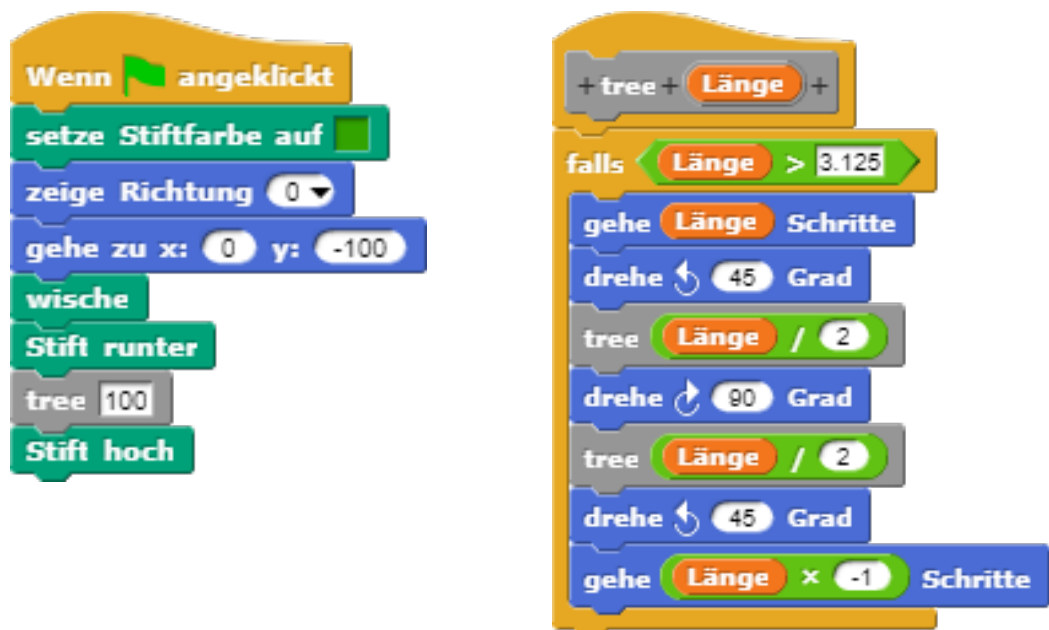 Wenn angeklickt
setze Stiftfarbe auf
zeige Richtung 0
gehe zu x: 0 y: -100
wische
Stift runter
tree 100
Stift hoch
+ tree + Länge +
falls Länge > 3.125
gehe Länge Schritte
drehe 45 Grad
tree Länge / 2
drehe 90 Grad
tree Länge / 2
drehe 45 Grad
gehe Länge × -1 Schritte